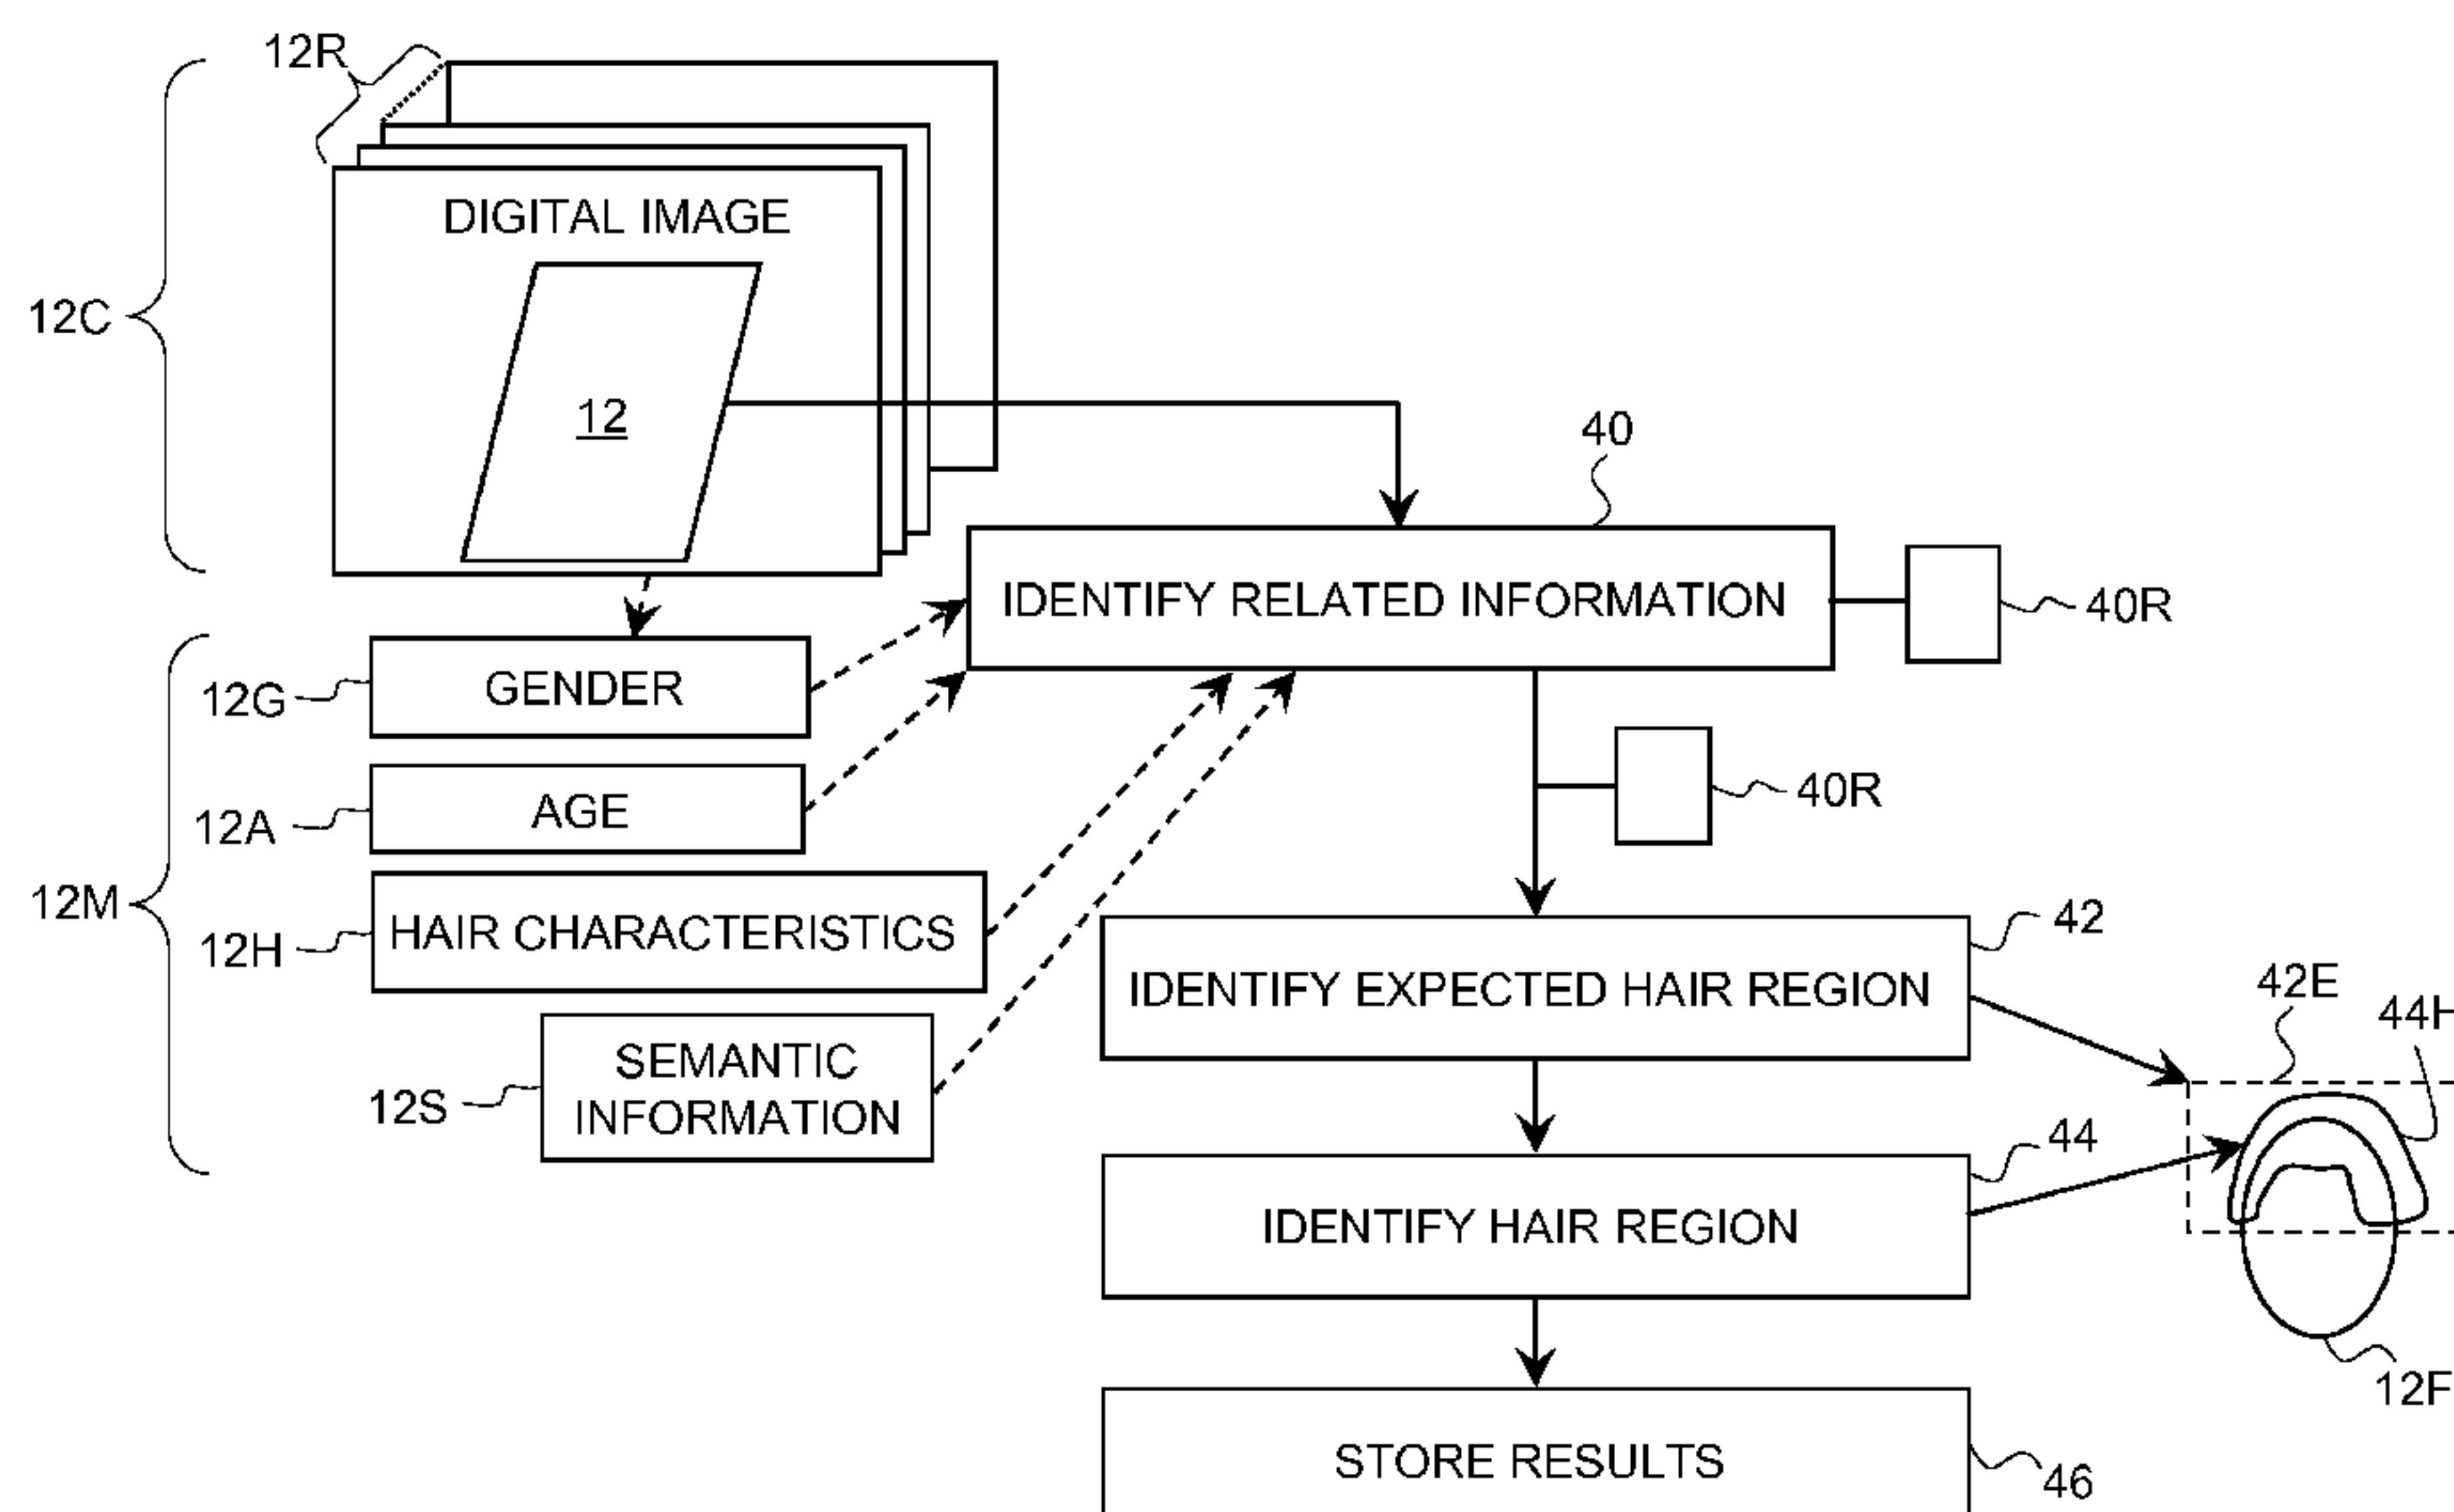 12R
DIGITAL IMAGE
12C
12
40
IDENTIFY RELATED INFORMATION
40R
12G
GENDER
40R
12A
AGE
12M
12H
HAIR CHARACTERISTICS
42
IDENTIFY EXPECTED HAIR REGION
42E
44H
12S
SEMANTIC
INFORMATION
44
IDENTIFY HAIR REGION
12F
STORE RESULTS
46